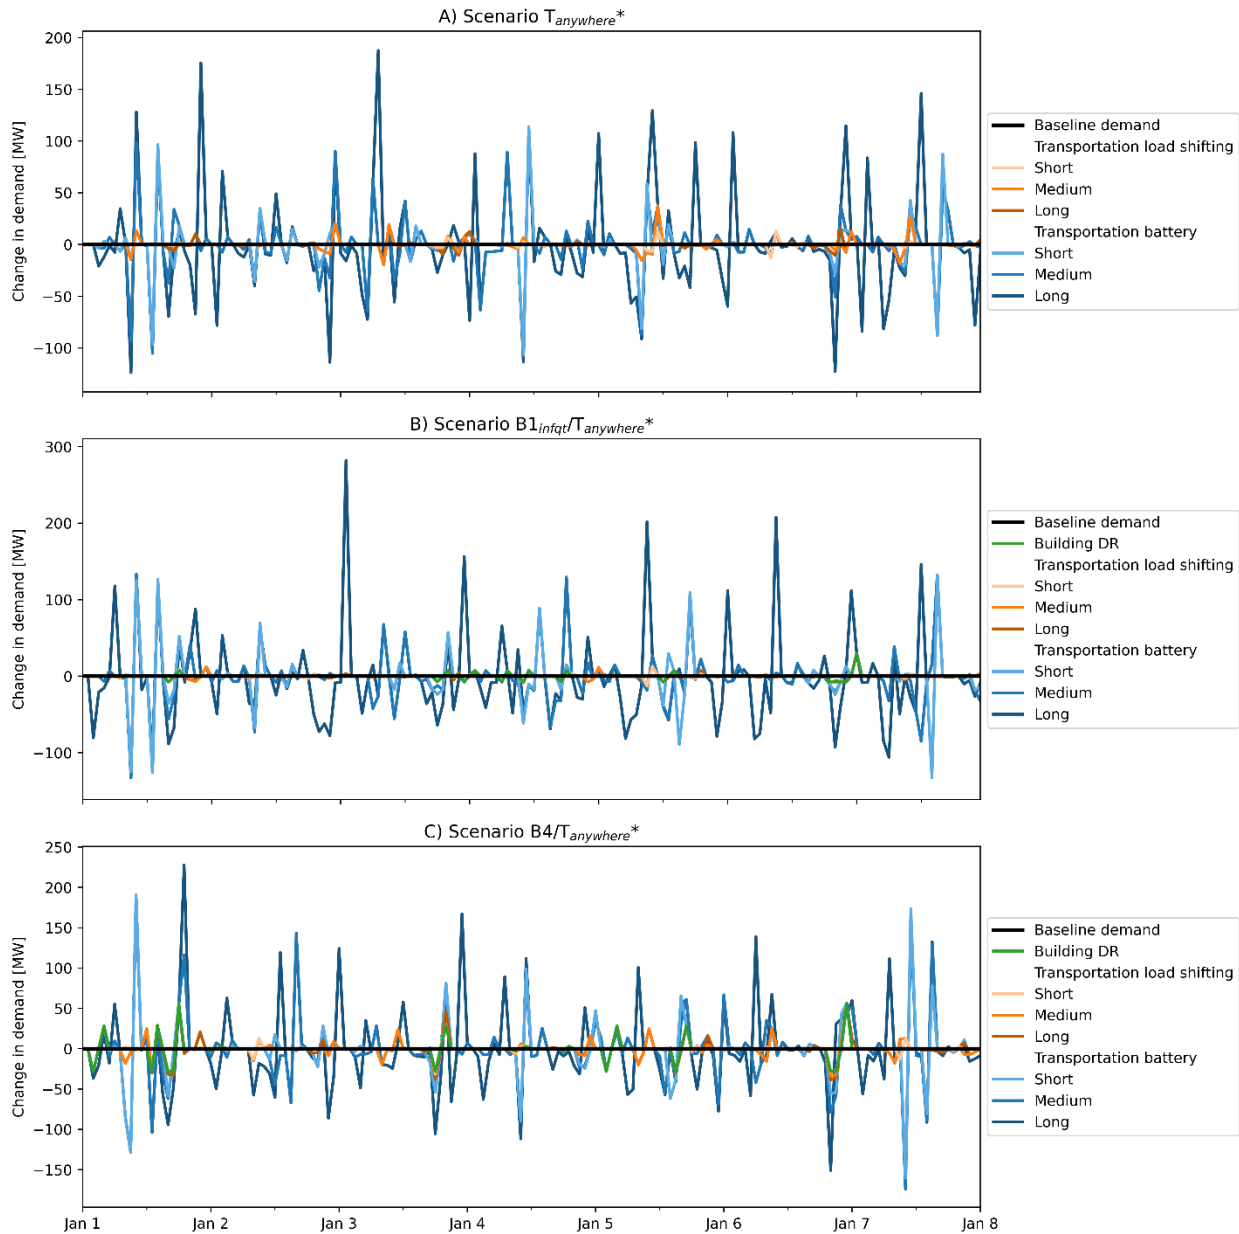 A) Scenario Tanywhere*
200
150
100
50
0
−50
−100
Change in demand [MW]
Baseline demand
Transportation load shifting
Short
Medium
Long
Transportation battery
Short
Medium
Long
B) Scenario B1infqt/Tanywhere*
300
200
100
0
−100
Change in demand [MW]
Baseline demand
Building DR
Transportation load shifting
Short
Medium
Long
Transportation battery
Short
Medium
Long
C) Scenario B4/Tanywhere*
250
200
150
100
50
0
−50
−100
−150
Change in demand [MW]
Baseline demand
Building DR
Transportation load shifting
Short
Medium
Long
Transportation battery
Short
Medium
Long
Jan 1 Jan 2 Jan 3 Jan 4 Jan 5 Jan 6 Jan 7 Jan 8